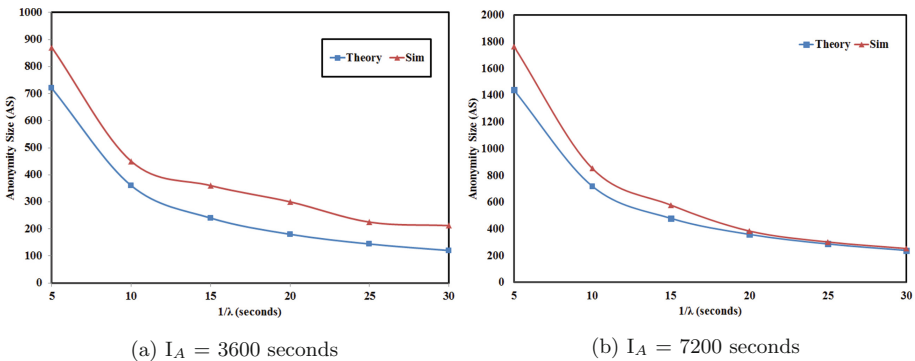 1000
900
800
700
600
500
400
300
200
100
0
Anonymity Size (AS)
Theory Sim
5 10 15 20 25 30
1/λ (seconds)
(a) I_A = 3600 seconds
2000
1800
1600
1400
1200
1000
800
600
400
200
0
Anonymity Size (AS)
Theory Sim
5 10 15 20 25 30
1/λ (seconds)
(b) I_A = 7200 seconds